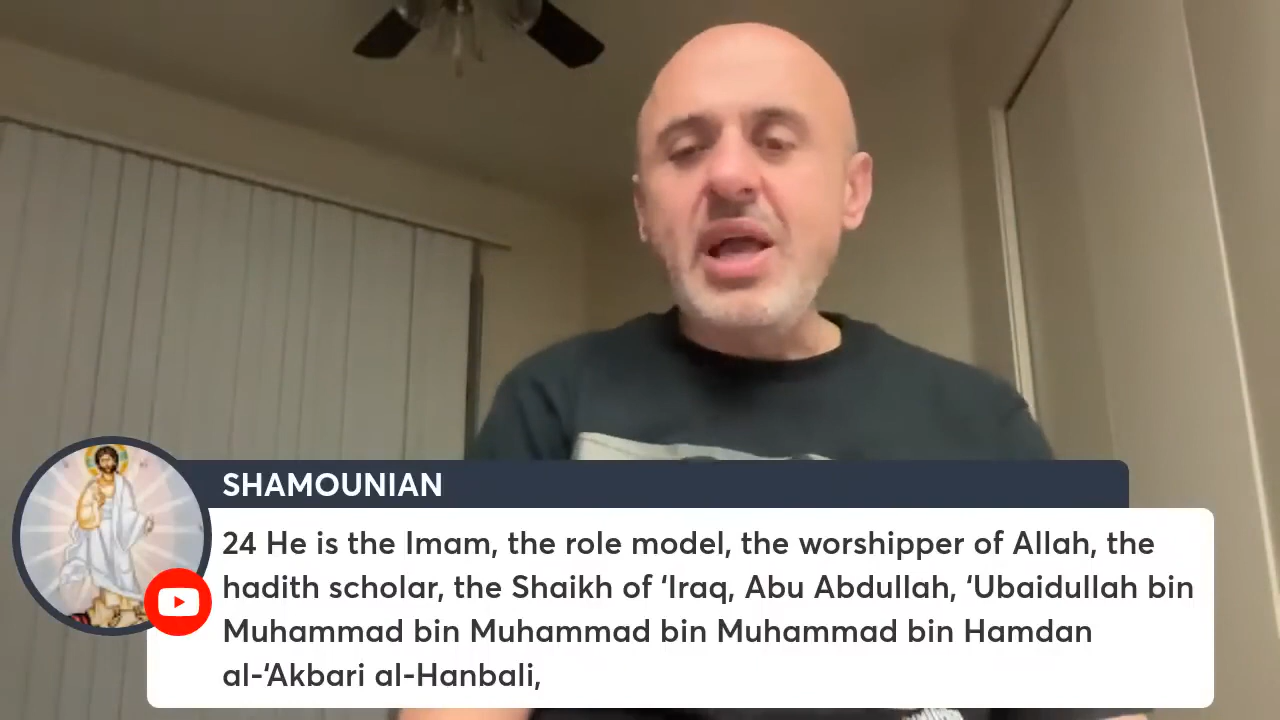 SHAMOUNIAN
24 He is the Imam, the role model, the worshipper of Allah, the
hadith scholar, the Shaikh of ‘Iraq, Abu Abdullah, ‘Ubaidullah bin
Muhammad bin Muhammad bin Muhammad bin Hamdan
al-‘Akbari al-Hanbali,